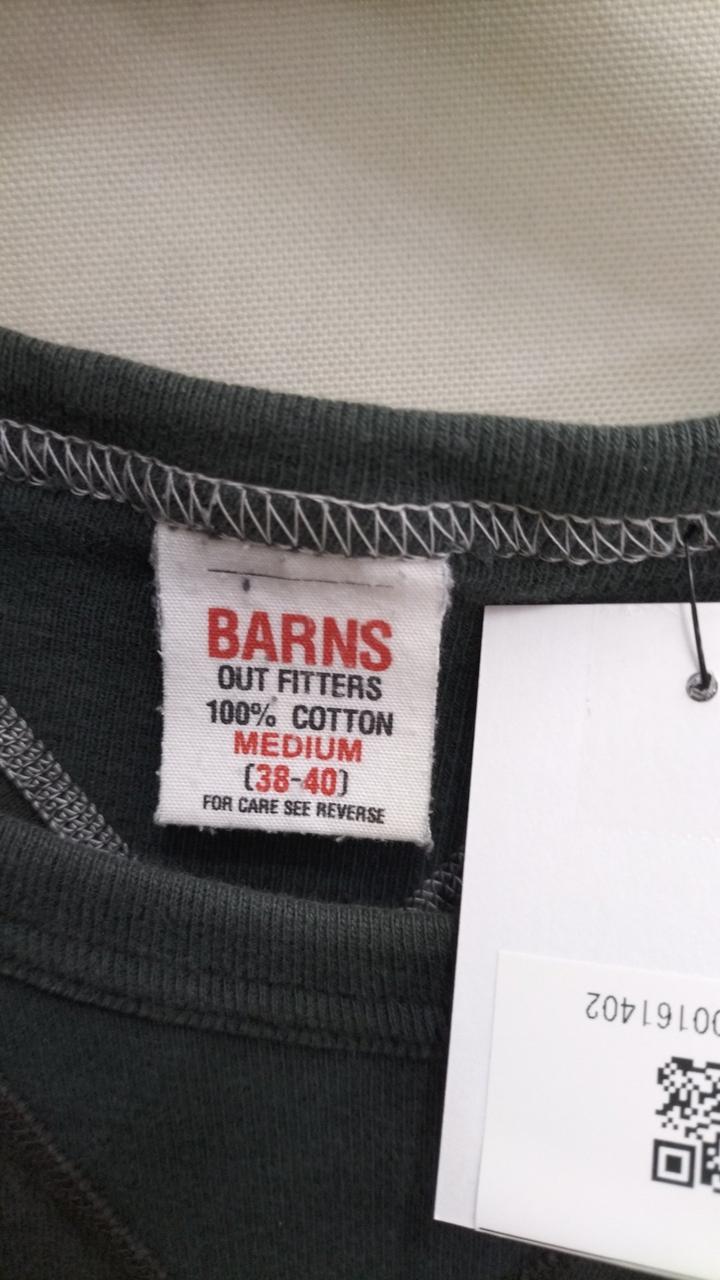 BARNS
OUT FITTERS
100% COTTON
MEDIUM
(38-40)
FOR CARE SEE REVERSE
00161402